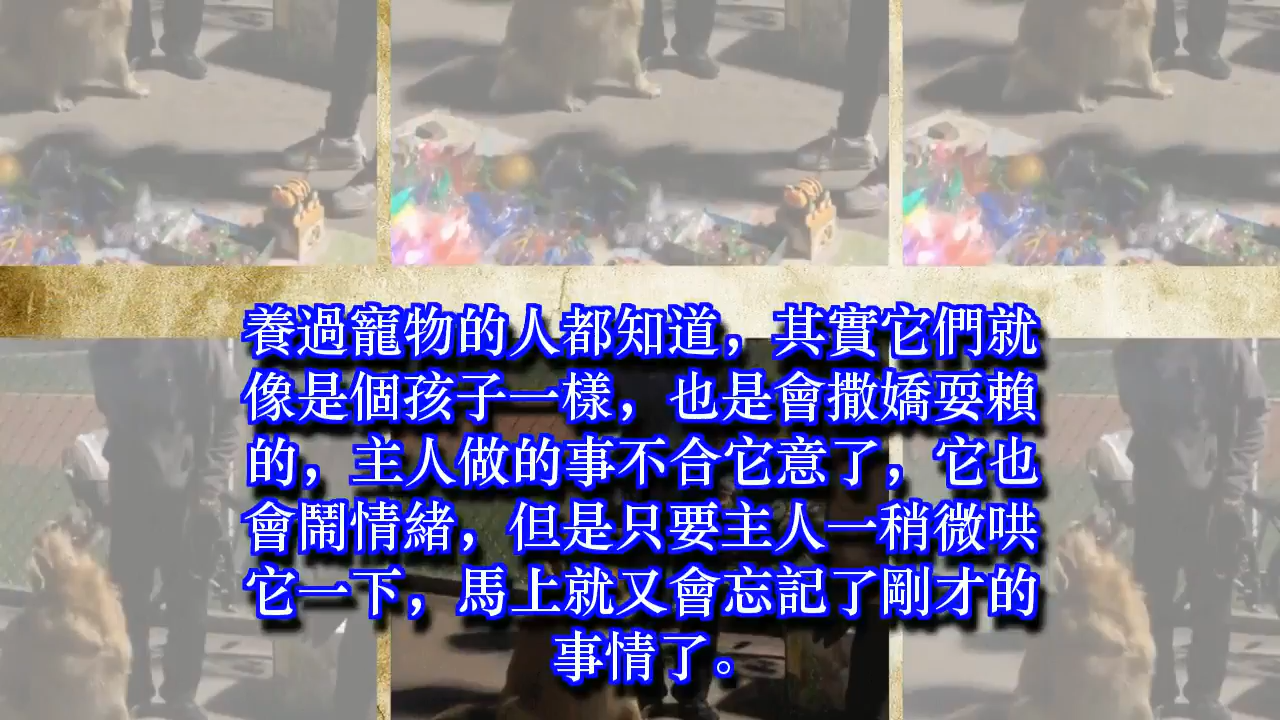 養過寵物的人都知道，其實它們就
像是個孩子一樣，也是會撒嬌耍賴
的，主人做的事不合它意了，它也
會鬧情緒，但是只要主人一稍微哄
它一下，馬上就又會忘記了剛才的
事情了。